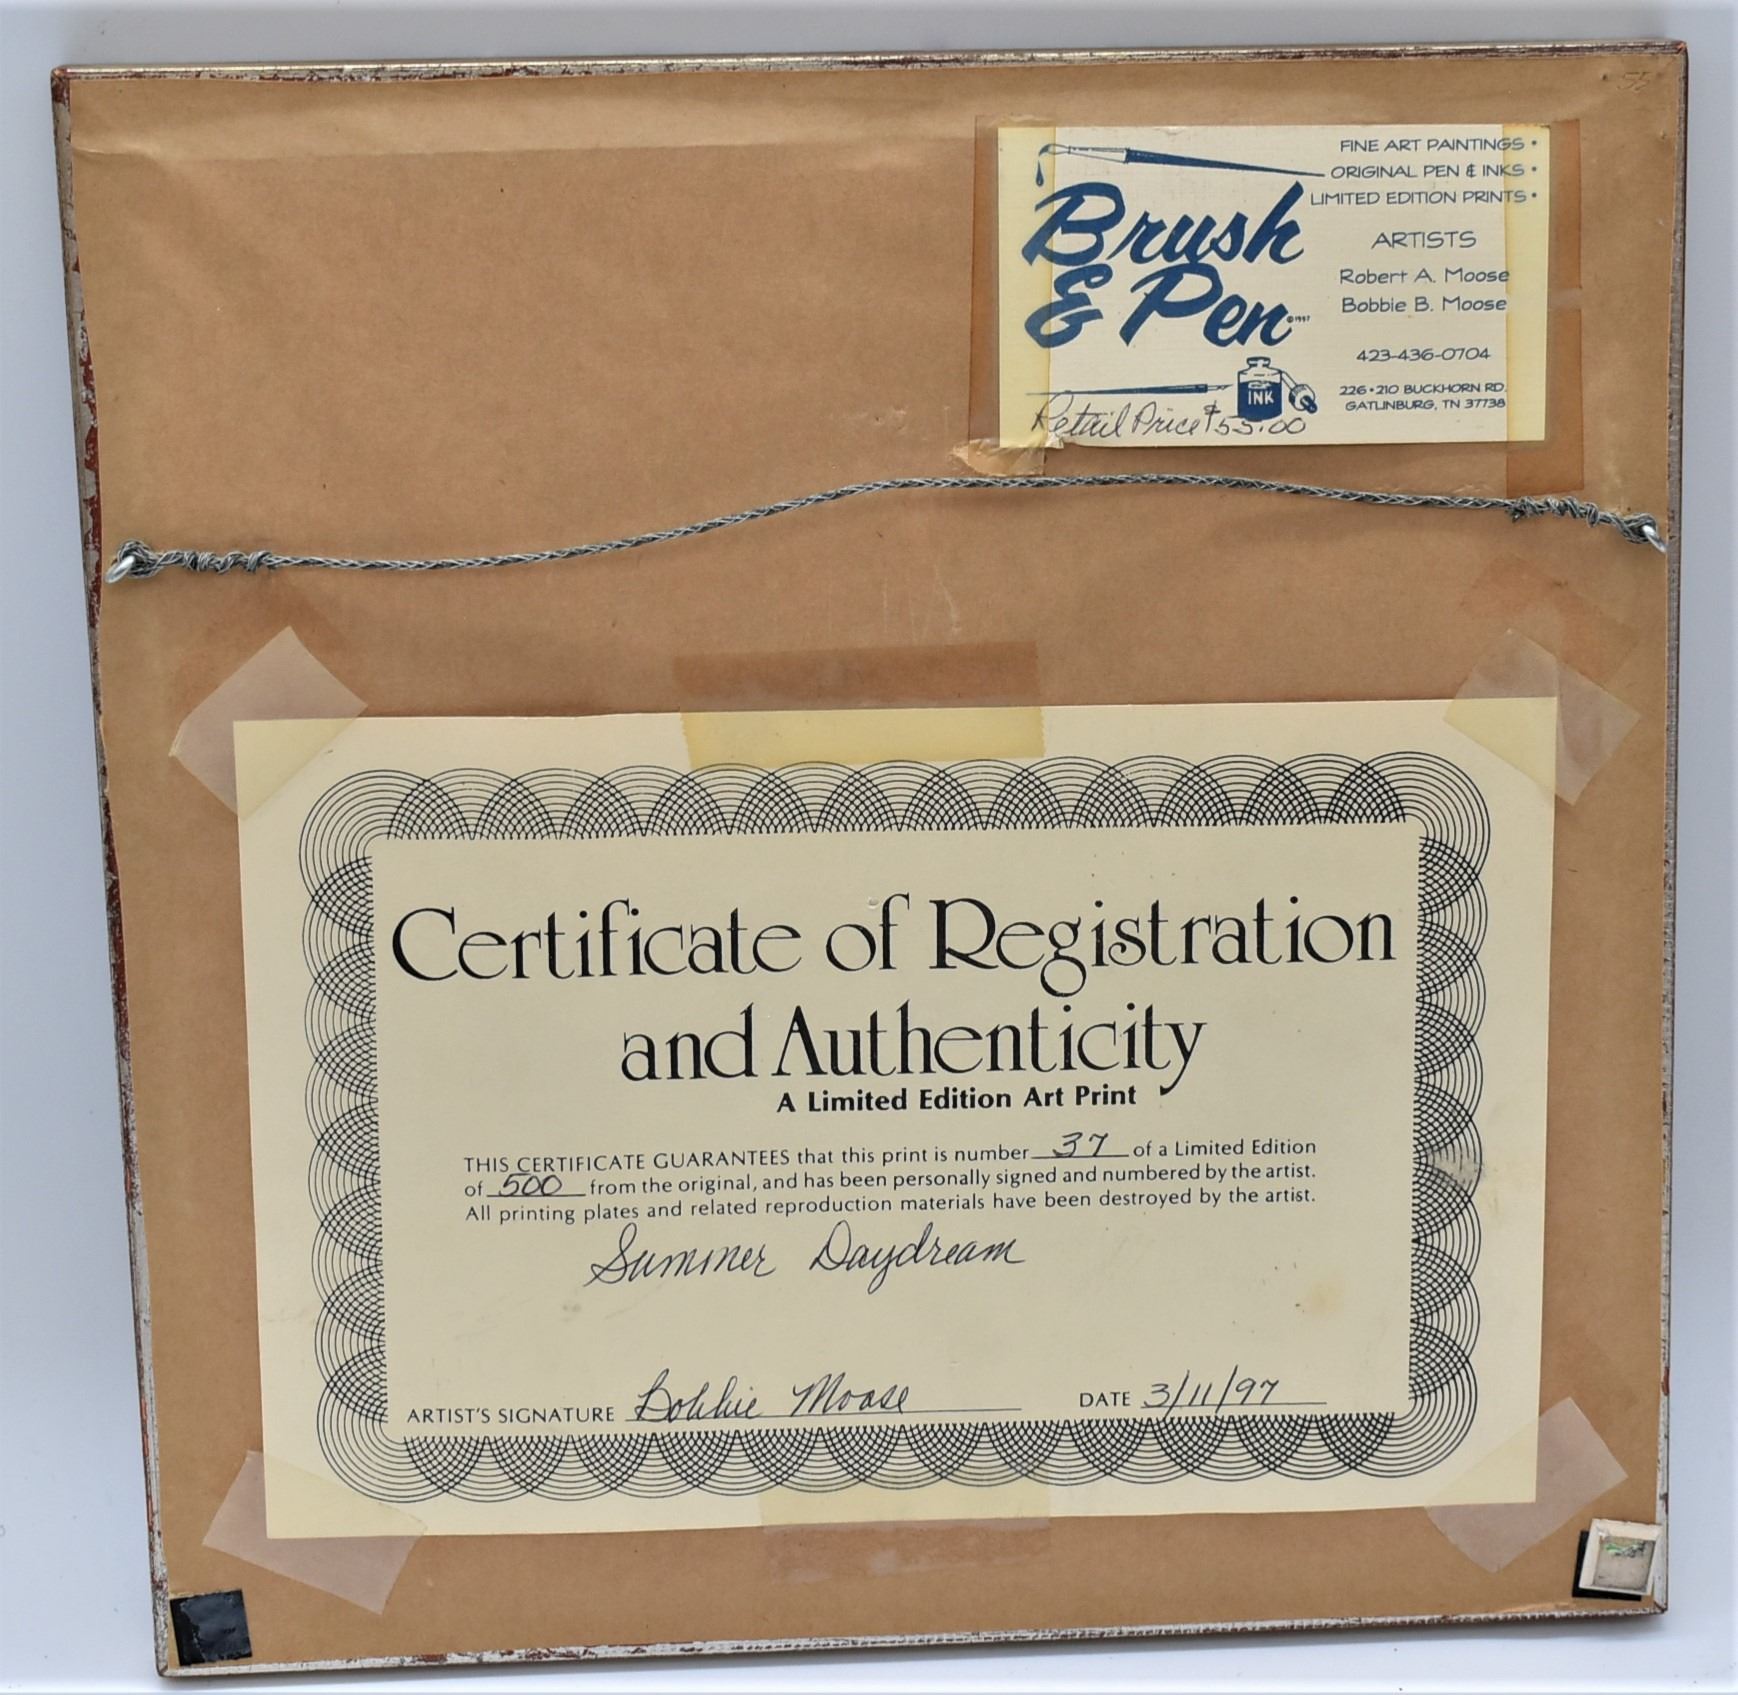 55
FINE ART PAINTINGS •
ORIGINAL PEN & INKS •
LIMITED EDITION PRINTS •
Brush
& Pen ©1997
ARTISTS
Robert A. Moose
Bobbie B. Moose
423-436-0704
226 • 210 BUCKHORN RD.
GATLINBURG, TN 37738
INK
Retail Price $55.00
Certificate of Registration
and Authenticity
A Limited Edition Art Print
THIS CERTIFICATE GUARANTEES that this print is number 37 of a Limited Edition
of 500 from the original, and has been personally signed and numbered by the artist.
All printing plates and related reproduction materials have been destroyed by the artist.
Summer Daydream
ARTIST'S SIGNATURE Bobbie Moose DATE 3/11/97